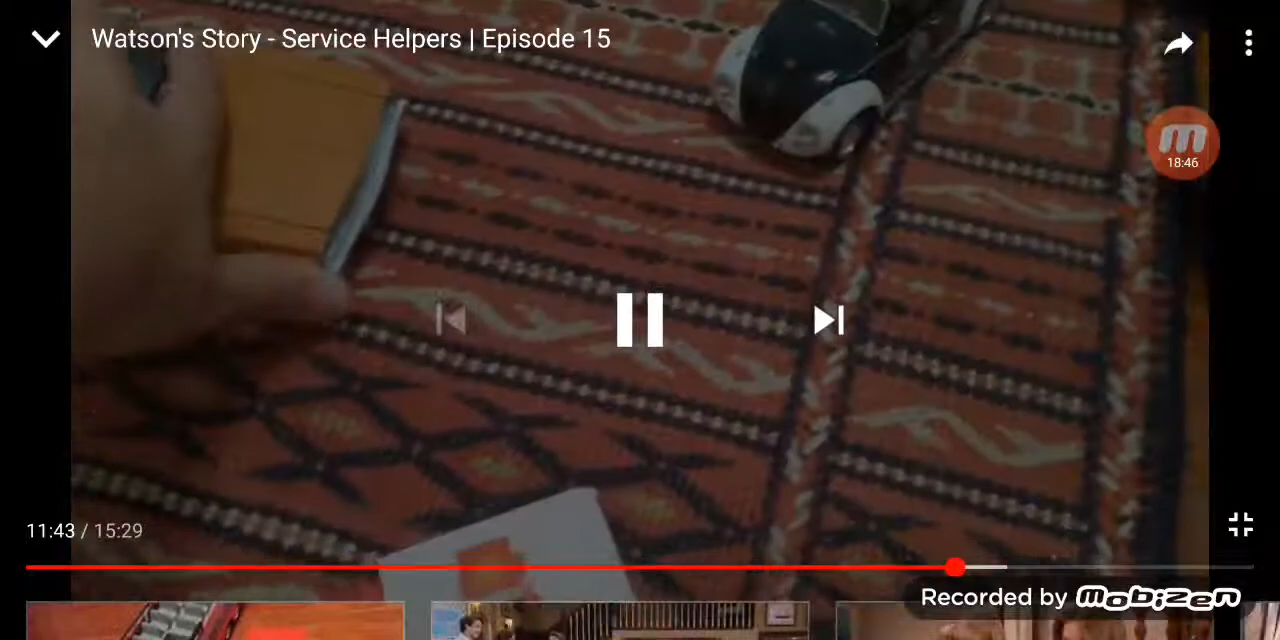 Watson's Story - Service Helpers | Episode 15
18:46
11:43 / 15:29
Recorded by mobizen